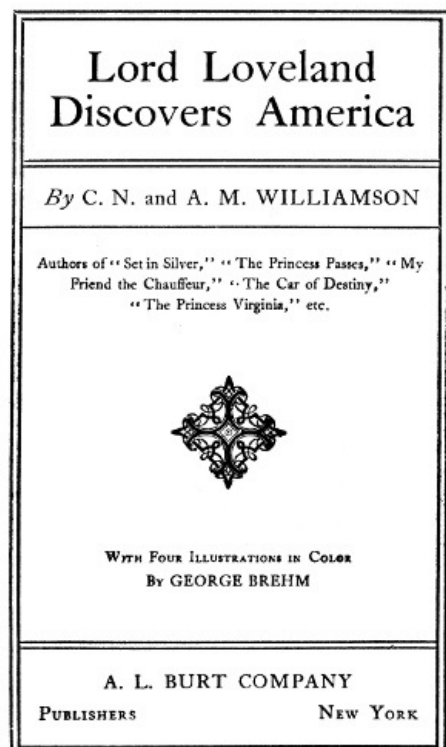 Lord Loveland
Discovers America
By C. N. and A. M. WILLIAMSON
Authors of “Set in Silver,” “The Princess Passes,” “My
Friend the Chauffeur,” “The Car of Destiny,”
“The Princess Virginia,” etc.
With Four Illustrations in Color
By GEORGE BREHM
A. L. BURT COMPANY
Publishers New York